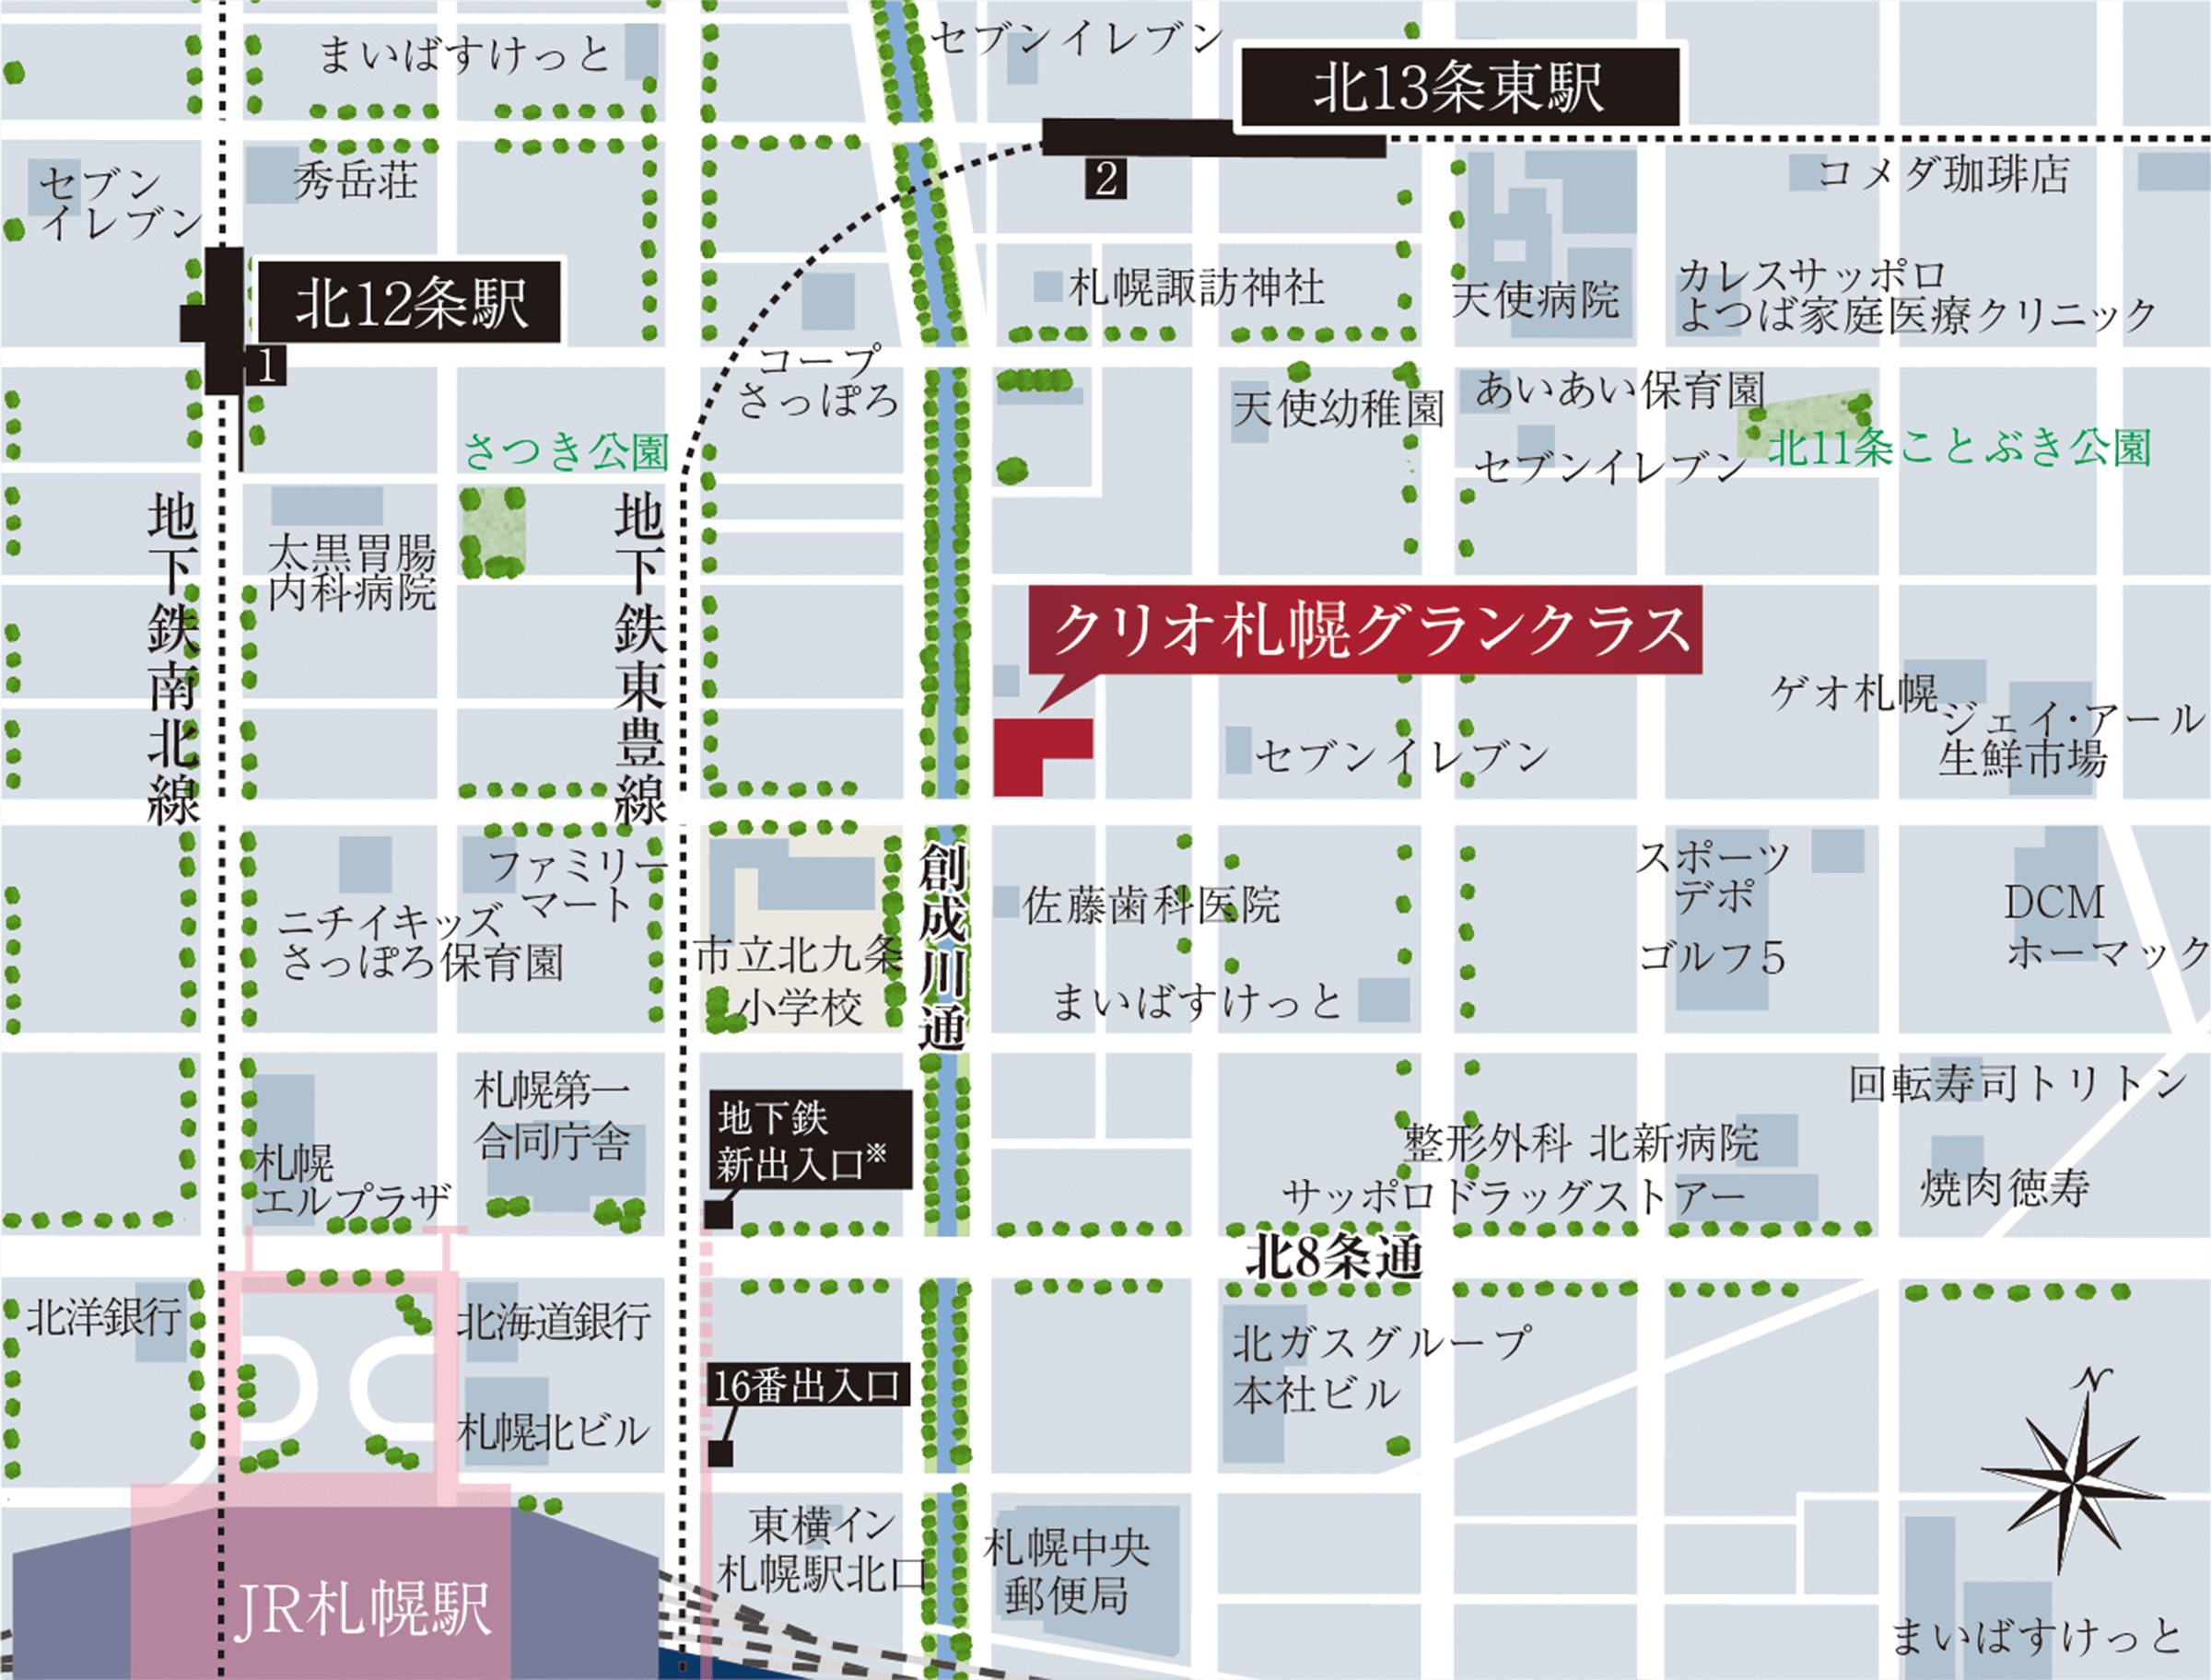 まいばすけっと
セブンイレブン
北13条東駅
2
セブン
イレブン
秀岳荘
コメダ珈琲店
北12条駅
1
札幌諏訪神社
天使病院
カレスサッポロ
よつば家庭医療クリニック
コープ
さっぽろ
天使幼稚園
あいあい保育園
セブンイレブン
北11条ことぶき公園
さつき公園
太黒胃腸
内科病院
地下鉄南北線
地下鉄東豊線
クリオ札幌グランクラス
セブンイレブン
ゲオ札幌
ジェイ・アール
生鮮市場
ファミリー
マート
ニチイキッズ
さっぽろ保育園
市立北九条
小学校
創成川通
佐藤歯科医院
まいばすけっと
スポーツ
デポ
ゴルフ5
DCM
ホーマック
札幌第一
合同庁舎
札幌
エルプラザ
地下鉄
新出入口※
回転寿司トリトン
整形外科 北新病院
サッポロドラッグストアー
焼肉徳寿
北8条通
北洋銀行
北海道銀行
札幌北ビル
16番出入口
北ガスグループ
本社ビル
N
東横イン
札幌駅北口
札幌中央
郵便局
JR札幌駅
まいばすけっと